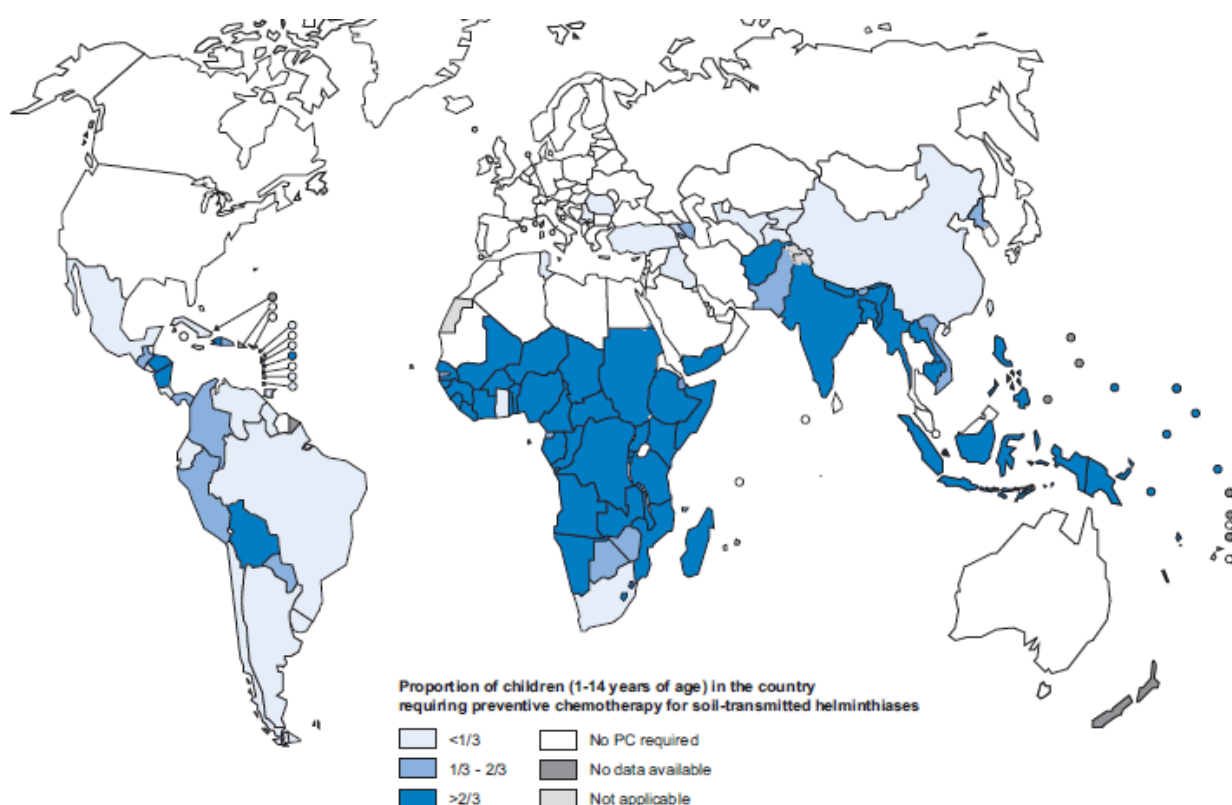 Proportion of children (1-14 years of age) in the country
requiring preventive chemotherapy for soil-transmitted helminthiases
<1/3
No PC required
1/3 - 2/3
No data available
>2/3
Not applicable